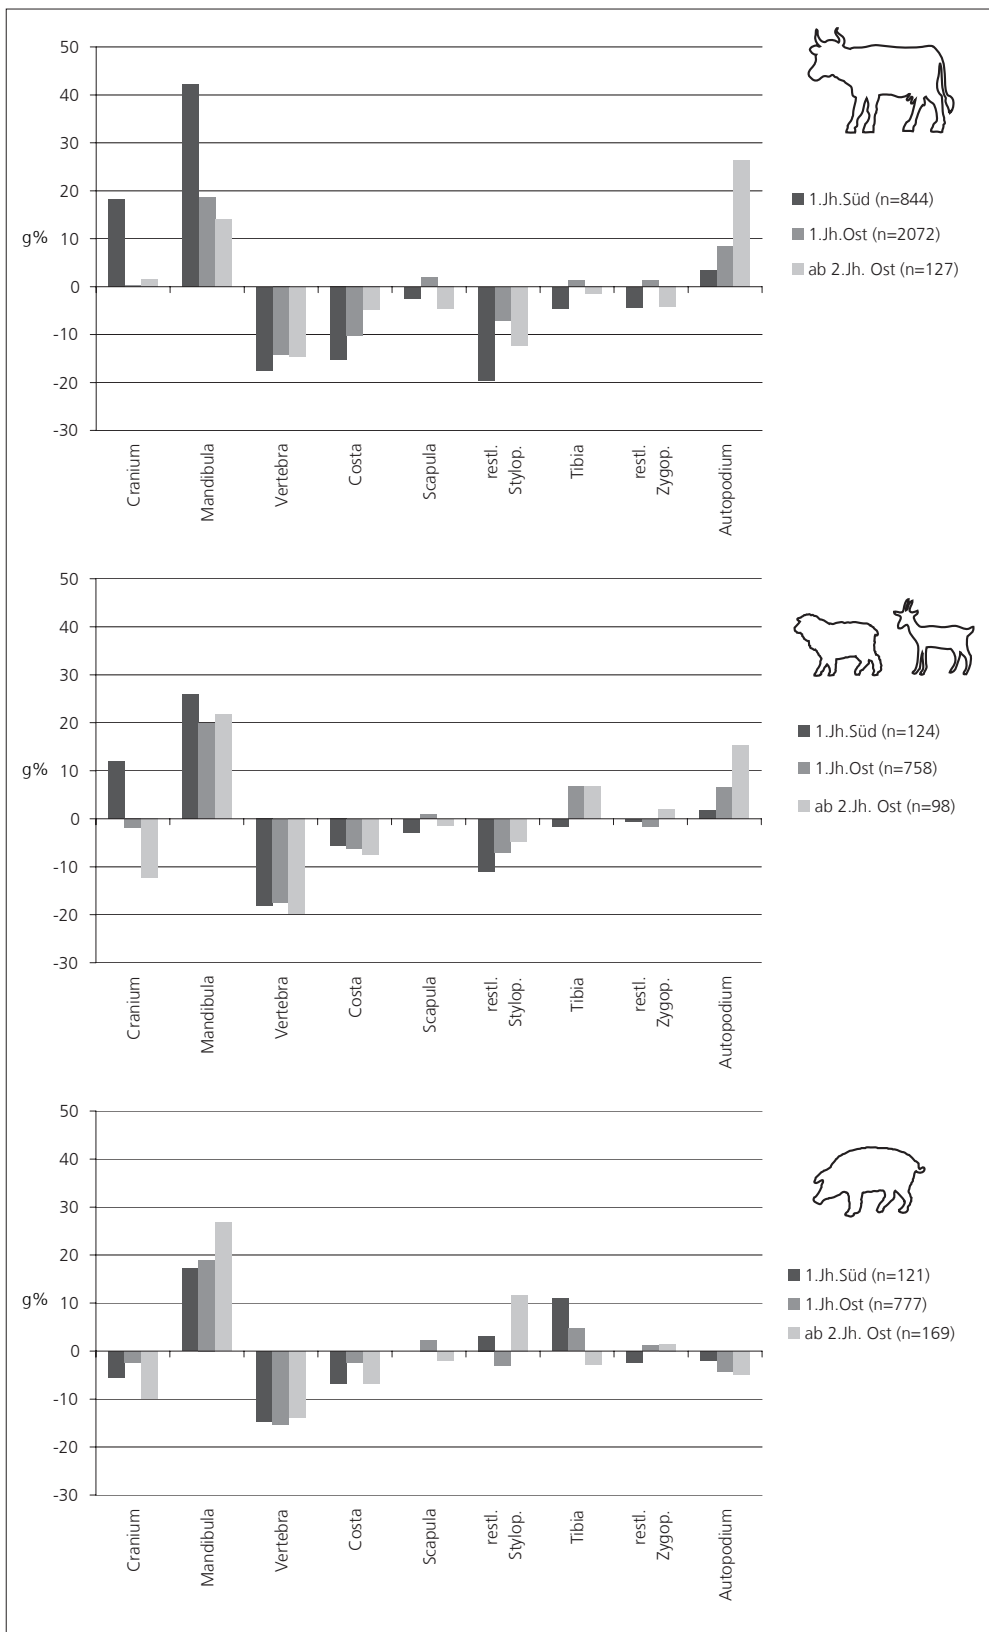 50
40
30
20
g% 10
0
-10
-20
-30
Cranium
Mandibula
Vertebra
Costa
Scapula
restl.
Stylop.
Tibia
restl.
Zygop.
Autopodium
1.Jh.Süd (n=844)
1.Jh.Ost (n=2072)
ab 2.Jh. Ost (n=127)
50
40
30
20
g% 10
0
-10
-20
-30
Cranium
Mandibula
Vertebra
Costa
Scapula
restl.
Stylop.
Tibia
restl.
Zygop.
Autopodium
1.Jh.Süd (n=124)
1.Jh.Ost (n=758)
ab 2.Jh. Ost (n=98)
50
40
30
20
g% 10
0
-10
-20
-30
Cranium
Mandibula
Vertebra
Costa
Scapula
restl.
Stylop.
Tibia
restl.
Zygop.
Autopodium
1.Jh.Süd (n=121)
1.Jh.Ost (n=777)
ab 2.Jh. Ost (n=169)